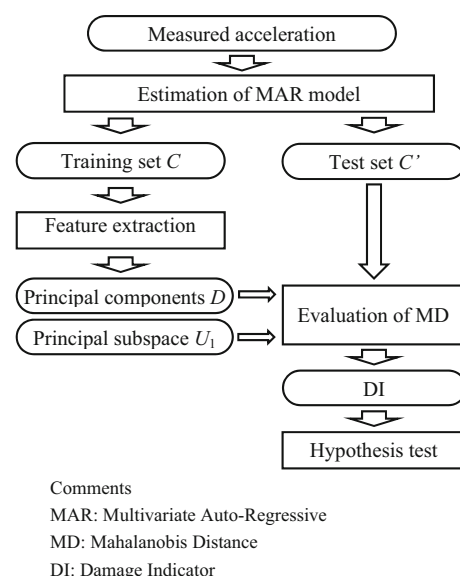 Measured acceleration
Estimation of MAR model
Training set C
Test set C’
Feature extraction
Principal components D
Principal subspace U₁
Evaluation of MD
DI
Hypothesis test
Comments
MAR: Multivariate Auto-Regressive
MD: Mahalanobis Distance
DI: Damage Indicator